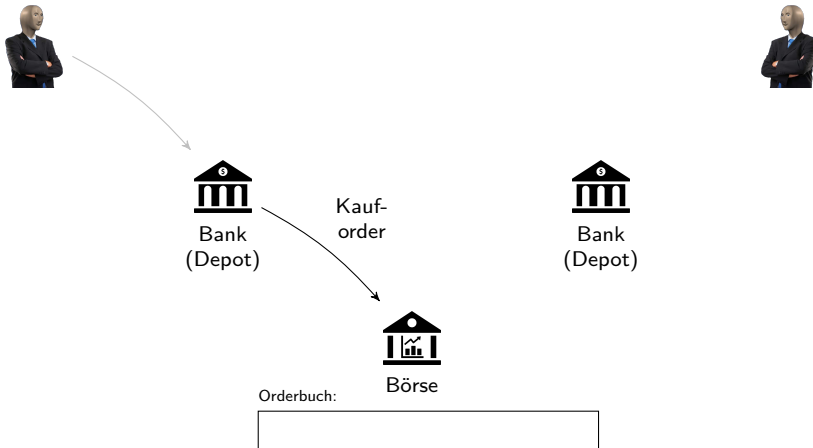 Kauf-
order
Bank
(Depot)
Bank
(Depot)
Börse
Orderbuch: